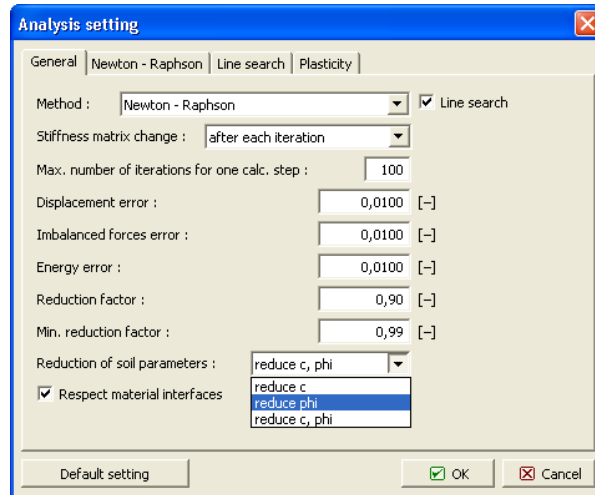 Analysis setting
General Newton - Raphson Line search Plasticity
Method : Newton - Raphson Line search
Stiffness matrix change : after each iteration
Max. number of iterations for one calc. step : 100
Displacement error : 0,0100 [–]
Imbalanced forces error : 0,0100 [–]
Energy error : 0,0100 [–]
Reduction factor : 0,90 [–]
Min. reduction factor : 0,99 [–]
Reduction of soil parameters : reduce c, phi
reduce c
Respect material interfaces reduce phi
reduce c, phi
Default setting OK Cancel